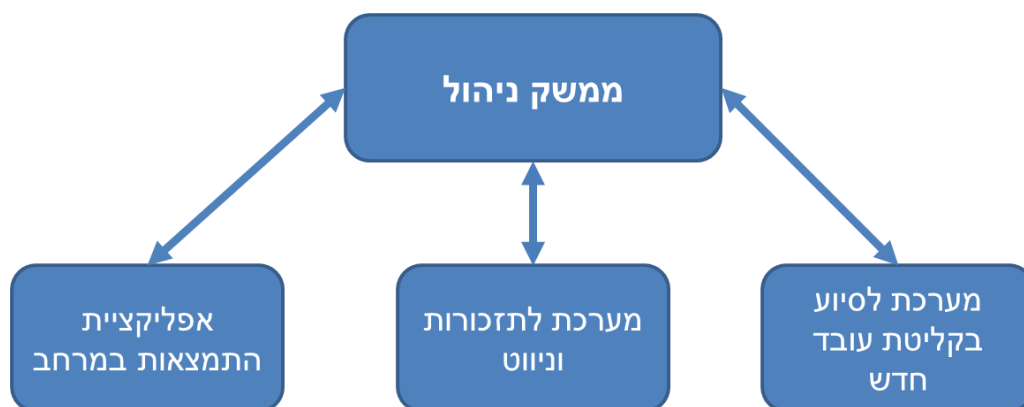 ממשק ניהול
מערכת לסיוע
בקליטת עובד
חדש
מערכת לתזכורות
וניווט
אפליקציית
התמצאות במרחב